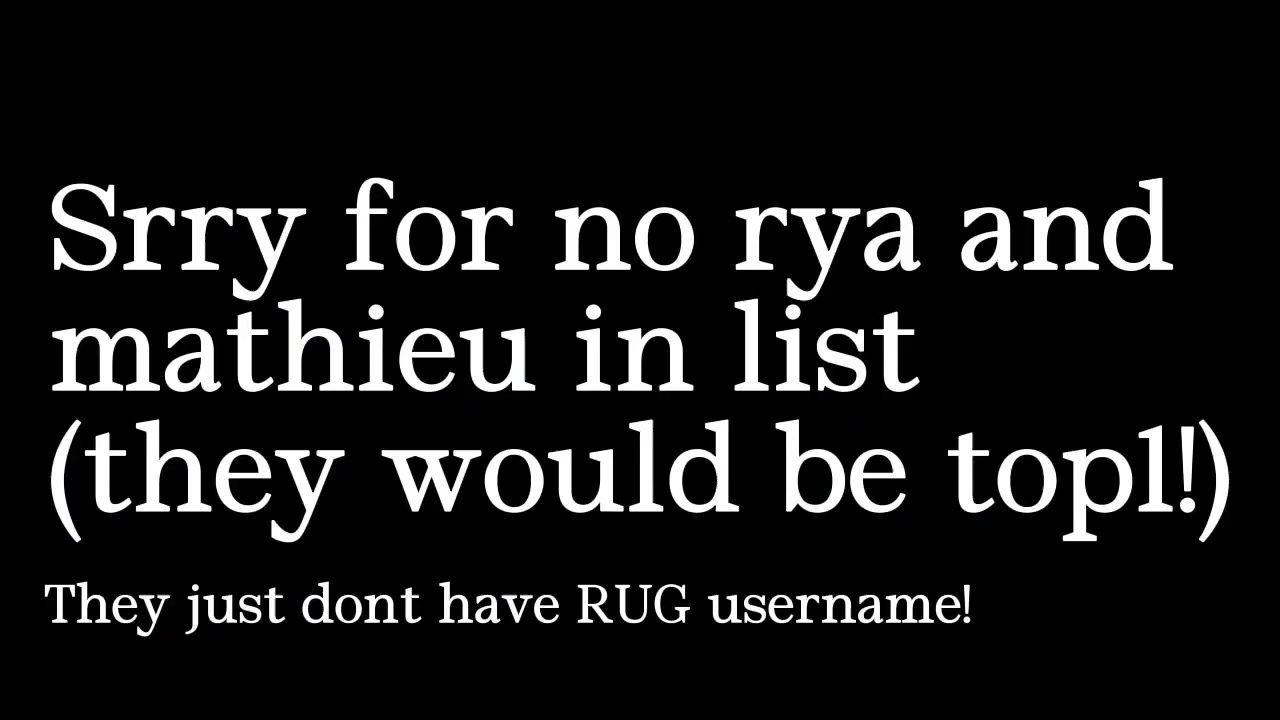 Srry for no rya and
mathieu in list
(they would be top1!)
They just dont have RUG username!